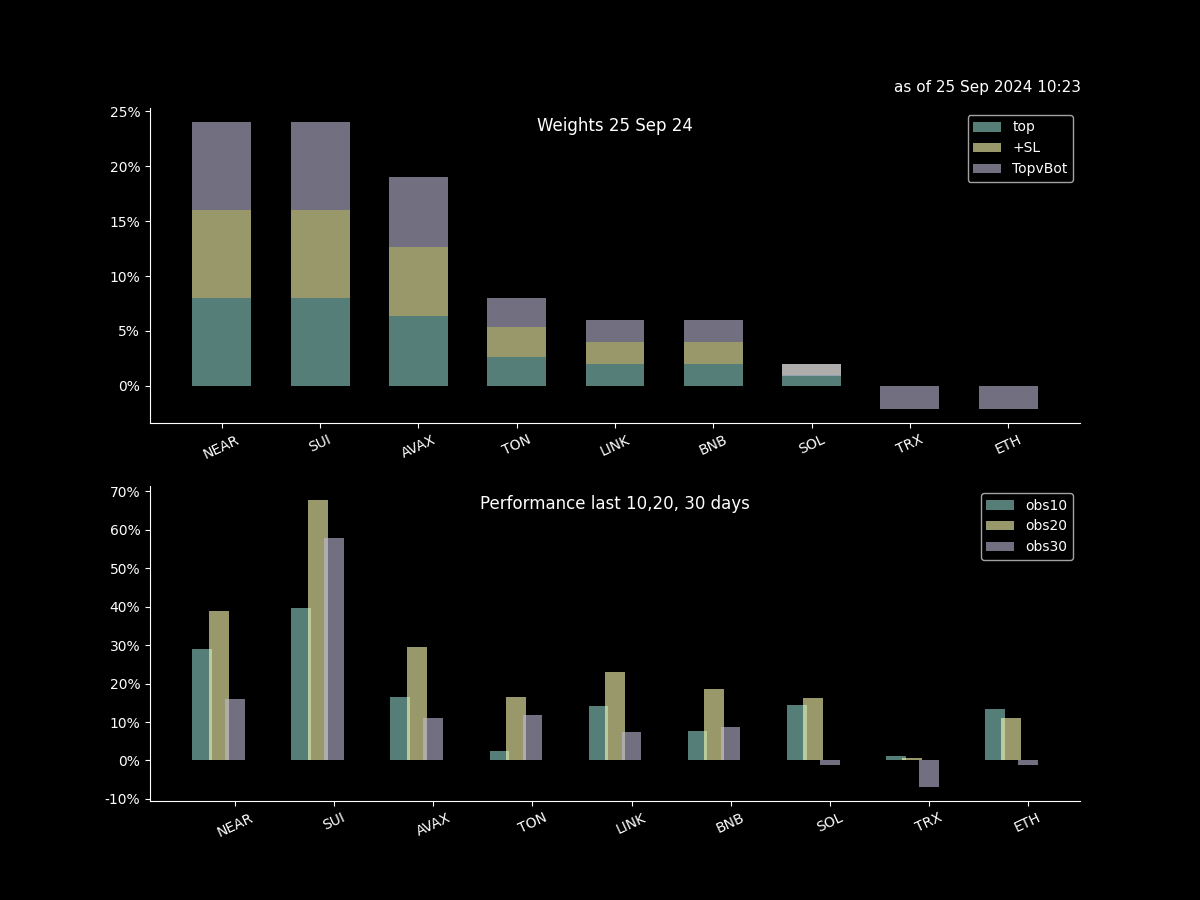 as of 25 Sep 2024 10:23
Weights 25 Sep 24
top
+SL
TopvBot
25%
20%
15%
10%
5%
0%
NEAR SUI AVAX TON LINK BNB SOL TRX ETH
Performance last 10,20, 30 days
obs10
obs20
obs30
70%
60%
50%
40%
30%
20%
10%
0%
-10%
NEAR SUI AVAX TON LINK BNB SOL TRX ETH